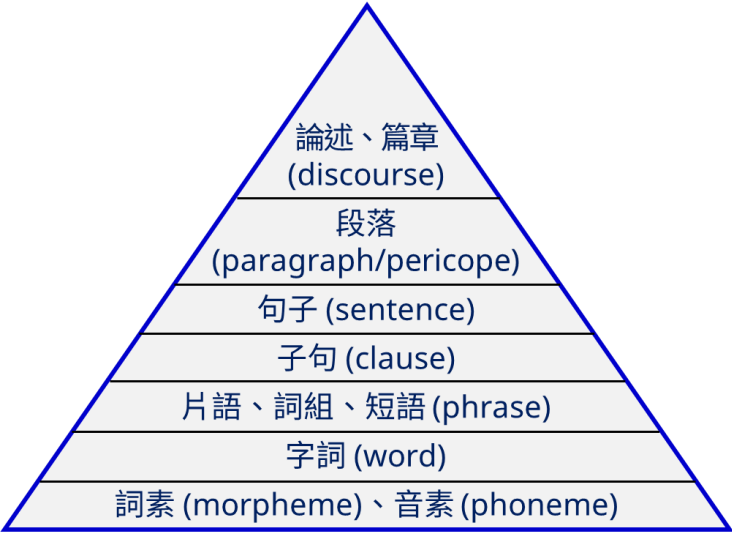 論述、篇章
(discourse)
段落
(paragraph/pericope)
句子 (sentence)
子句 (clause)
片語、詞組、短語 (phrase)
字詞 (word)
詞素 (morpheme)、音素 (phoneme)